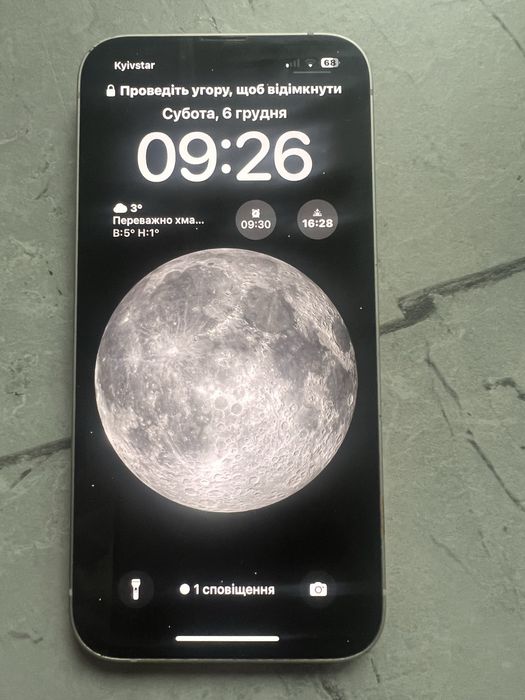 Kyivstar
68
Проведіть угору, щоб відімкнути
Субота, 6 грудня
09:26
3°
Переважно хма...
В:5° Н:1°
09:30
16:28
1 сповіщення